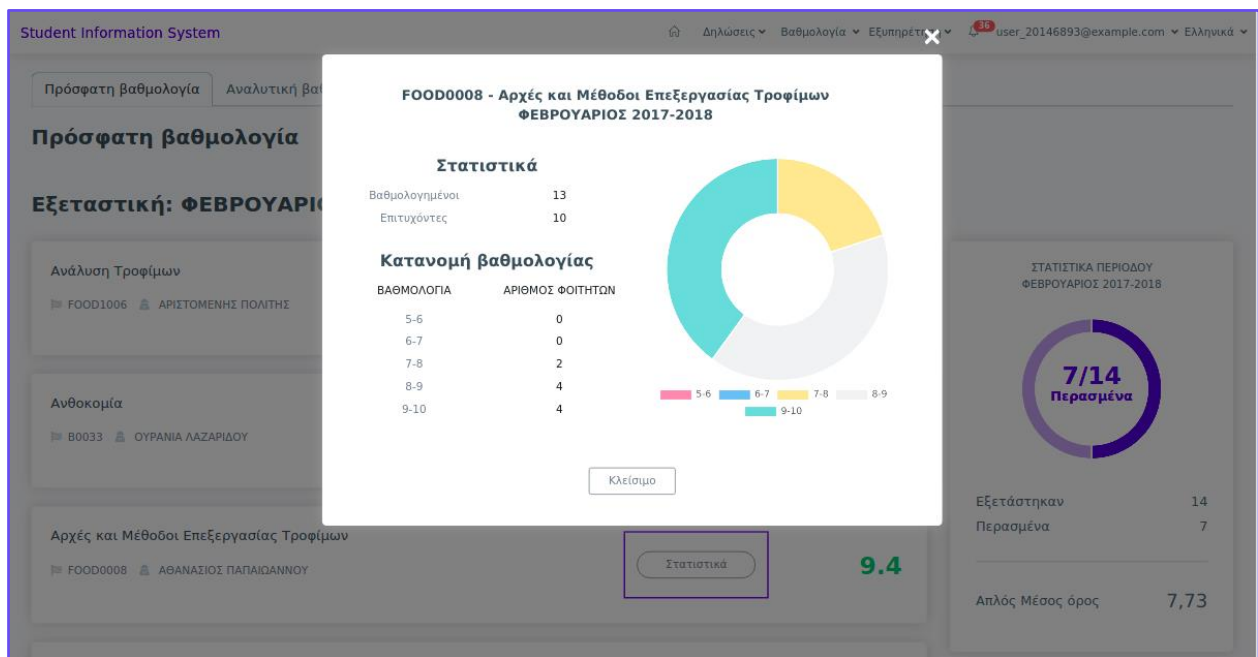 Student Information System
Δηλώσεις Βαθμολογία Εξυπηρέτη
36
user_20146893@example.com Ελληνικά
Πρόσφατη βαθμολογία Αναλυτική
Πρόσφατη βαθμολογία
Εξεταστική: ΦΕΒΡΟΥΑΡΙ
Ανάλυση Τροφίμων
FOOD1006 ΑΡΙΣΤΟΜΕΝΗΣ ΠΟΛΙΤΗΣ
Ανθοκομία
B0033 ΟΥΡΑΝΙΑ ΛΑΖΑΡΙΔΟΥ
Αρχές και Μέθοδοι Επεξεργασίας Τροφίμων
FOOD0008 ΑΘΑΝΑΣΙΟΣ ΠΑΠΑΙΩΑΝΝΟΥ
Στατιστικά
9.4
FOOD0008 - Αρχές και Μέθοδοι Επεξεργασίας Τροφίμων
ΦΕΒΡΟΥΑΡΙΟΣ 2017-2018
Στατιστικά
Βαθμολογημένοι 13
Επιτυχόντες 10
Κατανομή βαθμολογίας
ΒΑΘΜΟΛΟΓΙΑ ΑΡΙΘΜΟΣ ΦΟΙΤΗΤΩΝ
5-6 0
6-7 0
7-8 2
8-9 4
9-10 4
5-6 6-7 7-8 8-9
9-10
Κλείσιμο
ΣΤΑΤΙΣΤΙΚΑ ΠΕΡΙΟΔΟΥ
ΦΕΒΡΟΥΑΡΙΟΣ 2017-2018
7/14
Περασμένα
Εξετάστηκαν 14
Περασμένα 7
Απλός Μέσος όρος 7,73